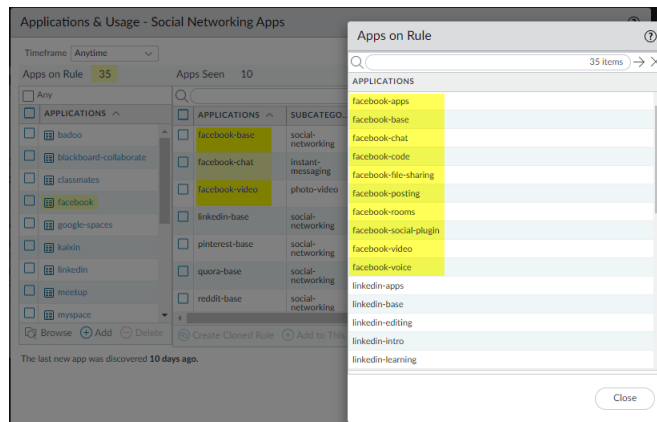 Applications & Usage - Social Networking Apps
Timeframe Anytime
Apps on Rule 35
Any
APPLICATIONS
badoo
blackboard-collaborate
classmates
facebook
google-spaces
kaixin
linkedin
meetup
myspace
Browse Add Delete
Apps Seen 10
APPLICATIONS SUBCATEGO...
facebook-base social-networking
facebook-chat instant-messaging
facebook-video photo-video
linkedin-base social-networking
pinterest-base social-networking
quora-base social-networking
reddit-base social-networking
Create Cloned Rule Add to This
The last new app was discovered 10 days ago.
Apps on Rule
35 items
APPLICATIONS
facebook-apps
facebook-base
facebook-chat
facebook-code
facebook-file-sharing
facebook-posting
facebook-rooms
facebook-social-plugin
facebook-video
facebook-voice
linkedin-apps
linkedin-base
linkedin-editing
linkedin-intro
linkedin-learning
Close